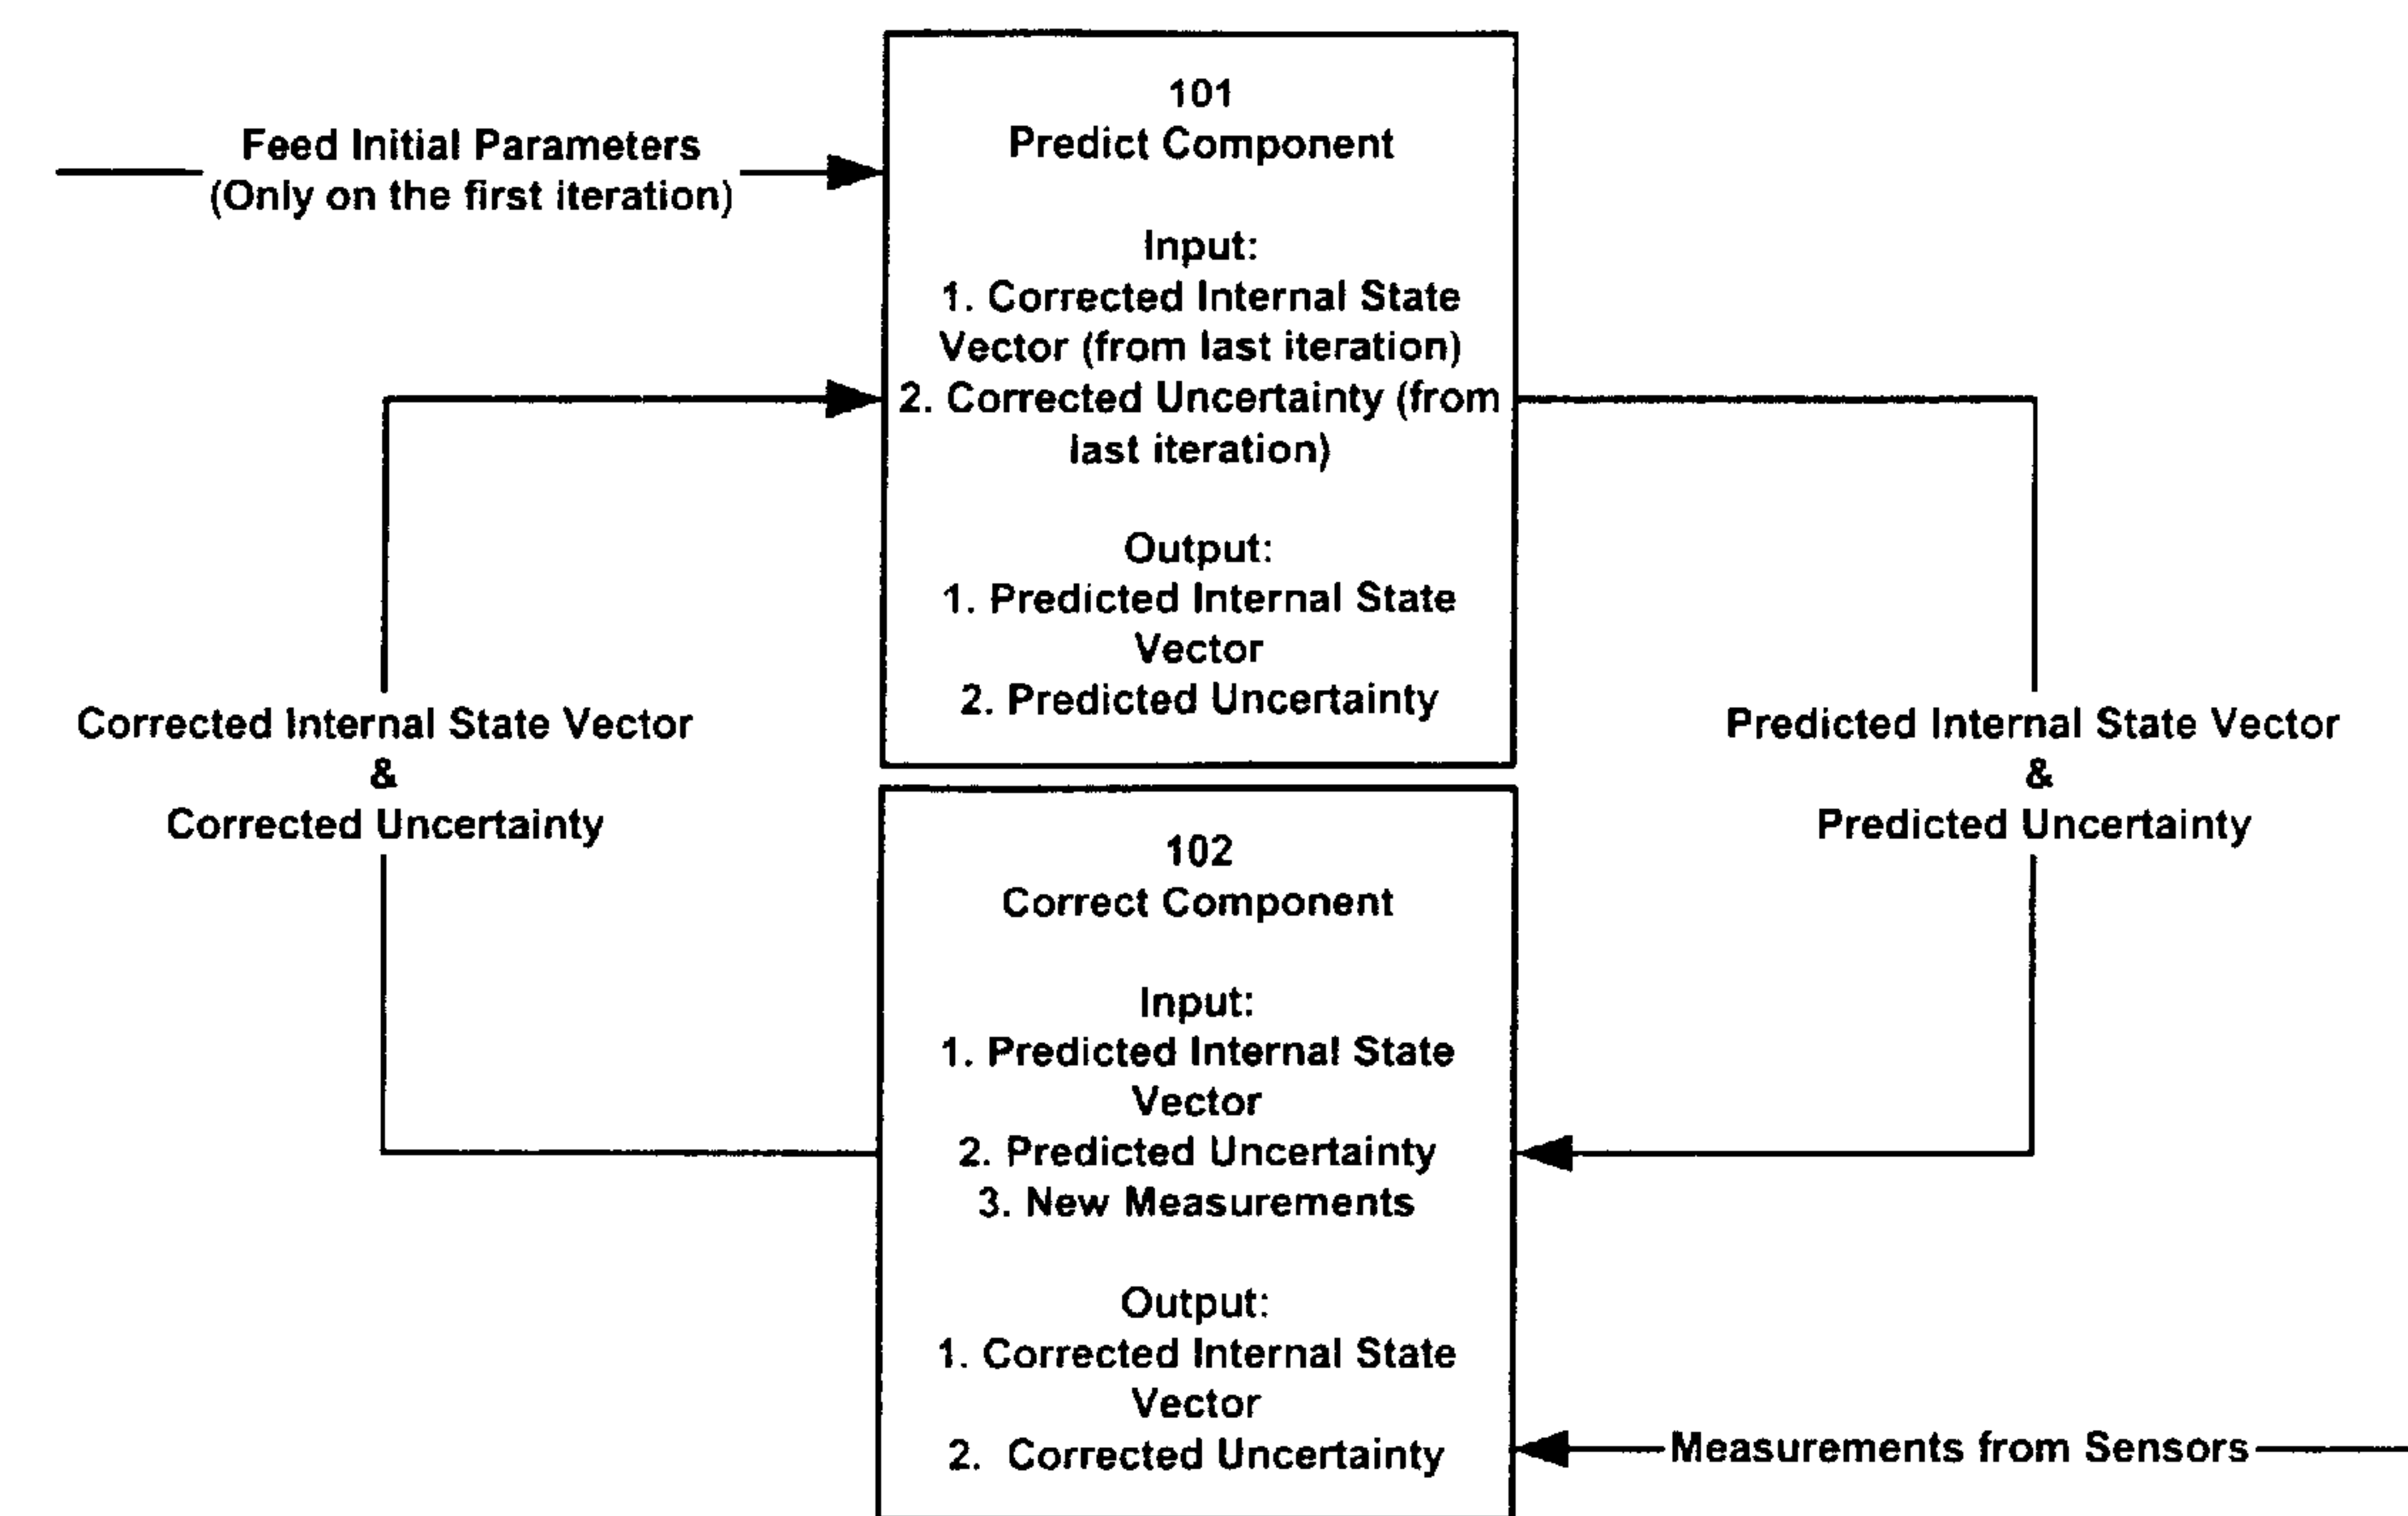 Feed Initial Parameters
(Only on the first iteration)
101
Predict Component
Input:
1. Corrected Internal State
Vector (from last iteration)
2. Corrected Uncertainty (from
last iteration)
Output:
1. Predicted Internal State
Vector
2. Predicted Uncertainty
Corrected Internal State Vector
&
Corrected Uncertainty
Predicted Internal State Vector
&
Predicted Uncertainty
102
Correct Component
Input:
1. Predicted Internal State
Vector
2. Predicted Uncertainty
3. New Measurements
Output:
1. Corrected Internal State
Vector
2. Corrected Uncertainty
Measurements from Sensors